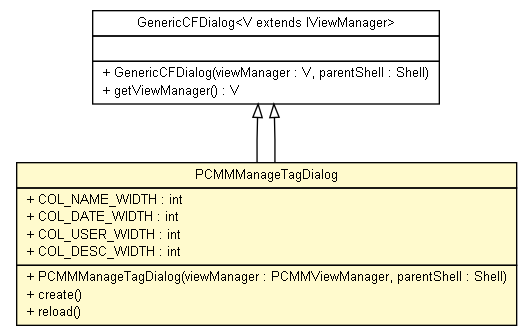 GenericCFDialog<V extends IViewManager>
+ GenericCFDialog(viewManager : V, parentShell : Shell)
+ getViewManager() : V
PCMMManageTagDialog
+ COL_NAME_WIDTH : int
+ COL_DATE_WIDTH : int
+ COL_USER_WIDTH : int
+ COL_DESC_WIDTH : int
+ PCMMManageTagDialog(viewManager : PCMMViewManager, parentShell : Shell)
+ create()
+ reload()